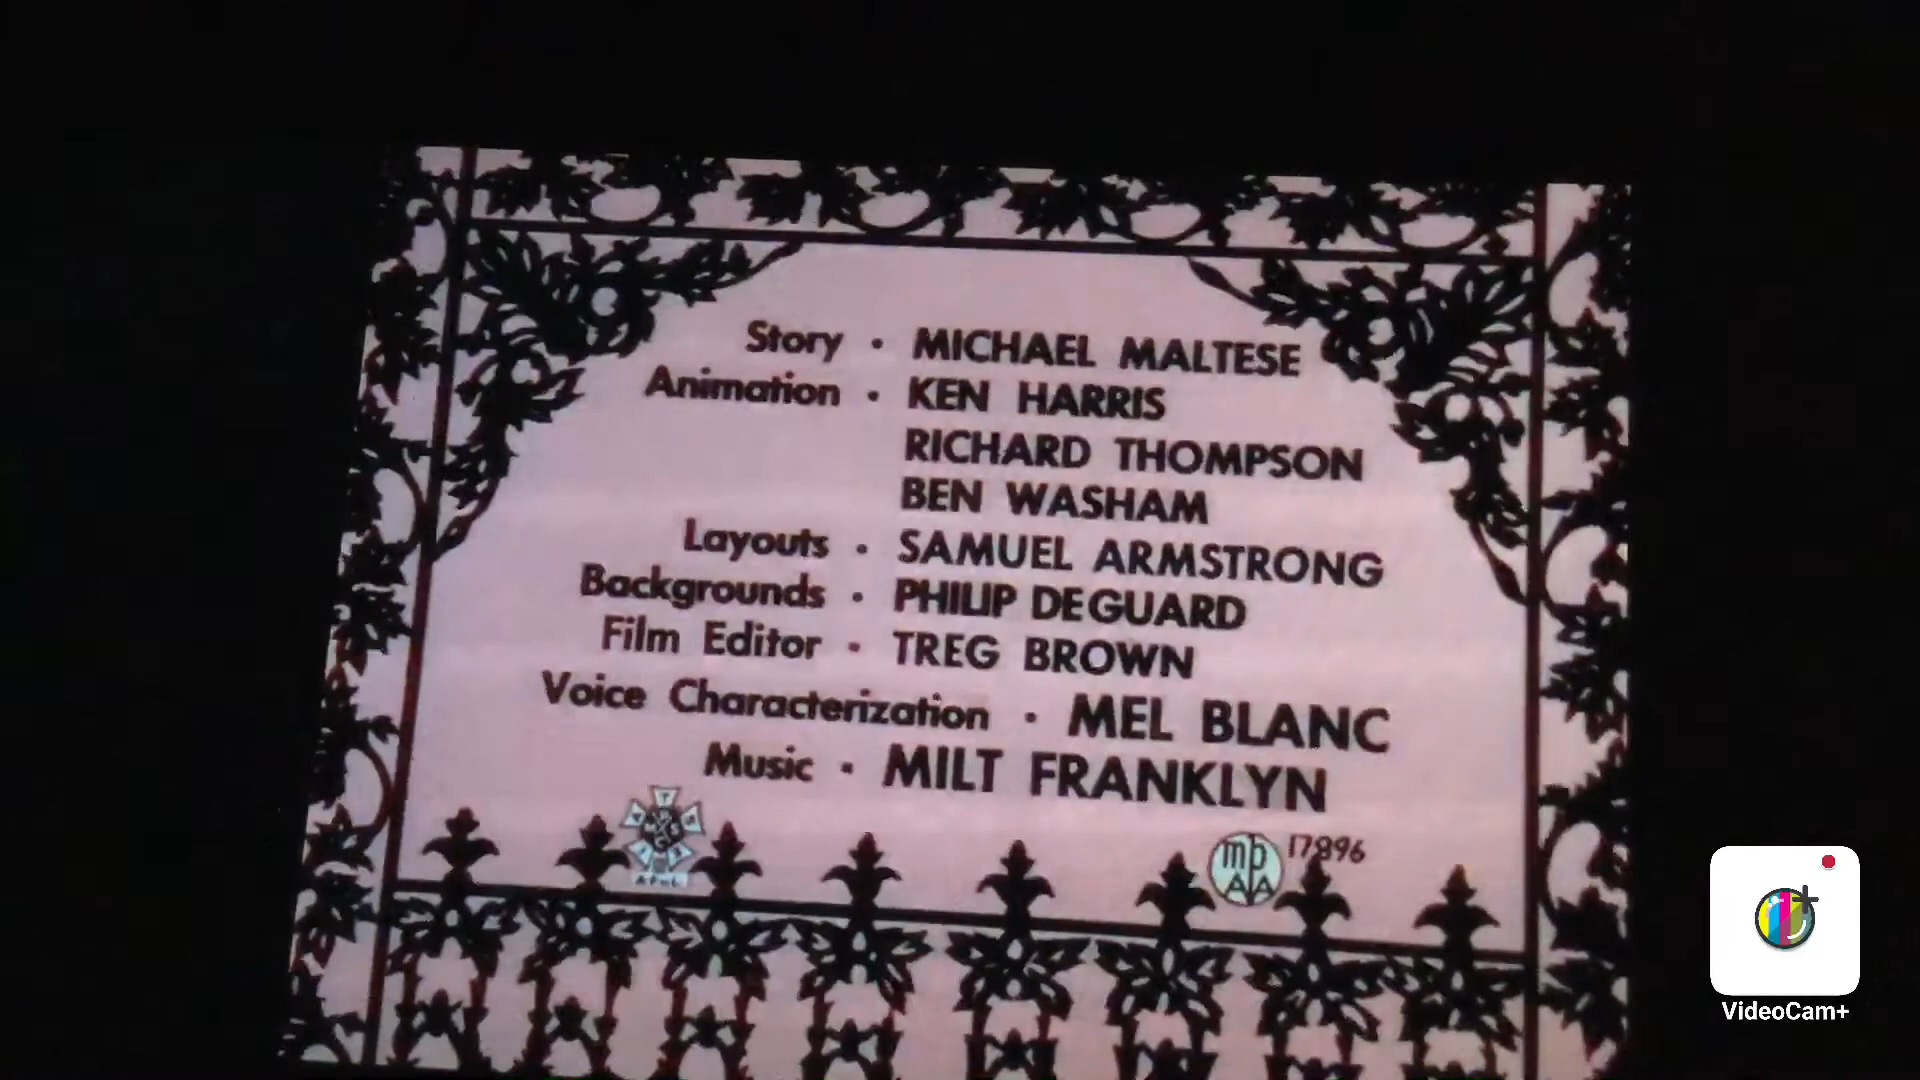 Story • MICHAEL MALTESE
Animation • KEN HARRIS
RICHARD THOMPSON
BEN WASHAM
Layouts • SAMUEL ARMSTRONG
Backgrounds • PHILIP DEGUARD
Film Editor • TREG BROWN
Voice Characterization • MEL BLANC
Music • MILT FRANKLYN
mpAA 17896
VideoCam+